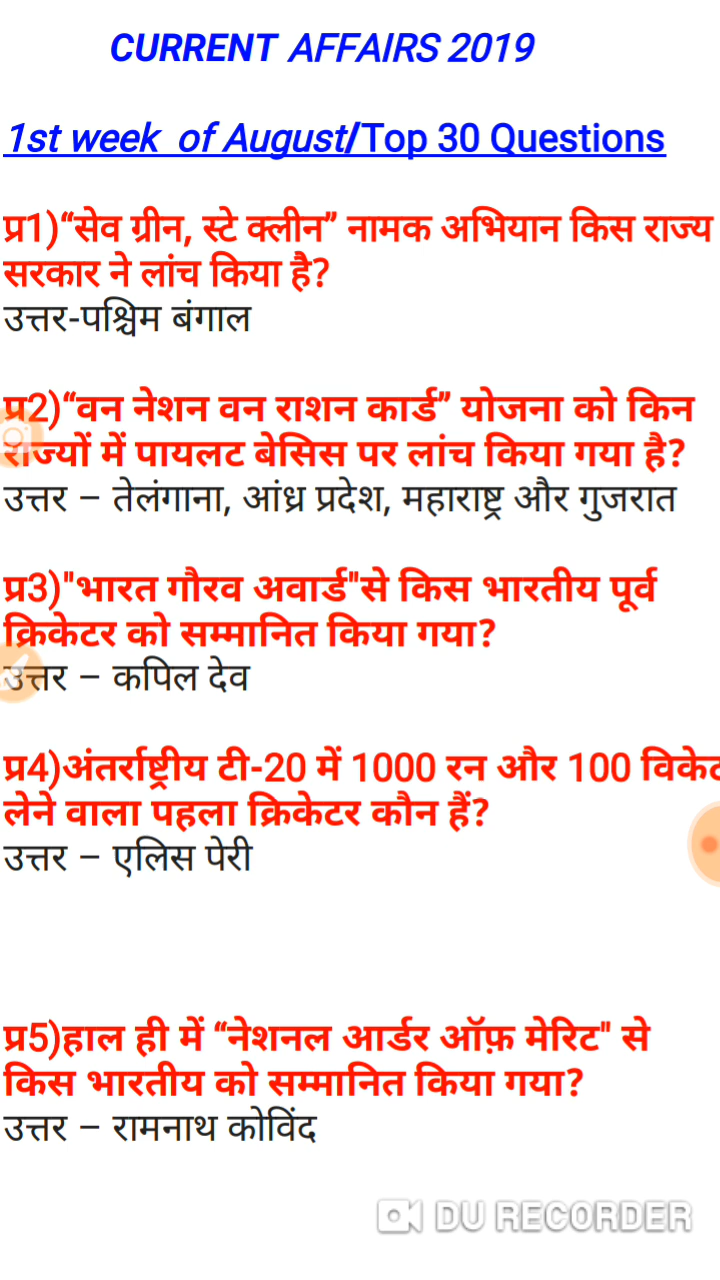 CURRENT AFFAIRS 2019
1st week of August/Top 30 Questions
प्र1)“सेव ग्रीन, स्टे क्लीन” नामक अभियान किस राज्य
सरकार ने लांच किया है?
उत्तर-पश्चिम बंगाल
प्र2)“वन नेशन वन राशन कार्ड” योजना को किन
राज्यों में पायलट बेसिस पर लांच किया गया है?
उत्तर – तेलंगाना, आंध्र प्रदेश, महाराष्ट्र और गुजरात
प्र3)"भारत गौरव अवार्ड"से किस भारतीय पूर्व
क्रिकेटर को सम्मानित किया गया?
उत्तर – कपिल देव
प्र4)अंतर्राष्ट्रीय टी-20 में 1000 रन और 100 विकेट
लेने वाला पहला क्रिकेटर कौन हैं?
उत्तर – एलिस पेरी
प्र5)हाल ही में “नेशनल आर्डर ऑफ़ मेरिट" से
किस भारतीय को सम्मानित किया गया?
उत्तर – रामनाथ कोविंद
DU RECORDER